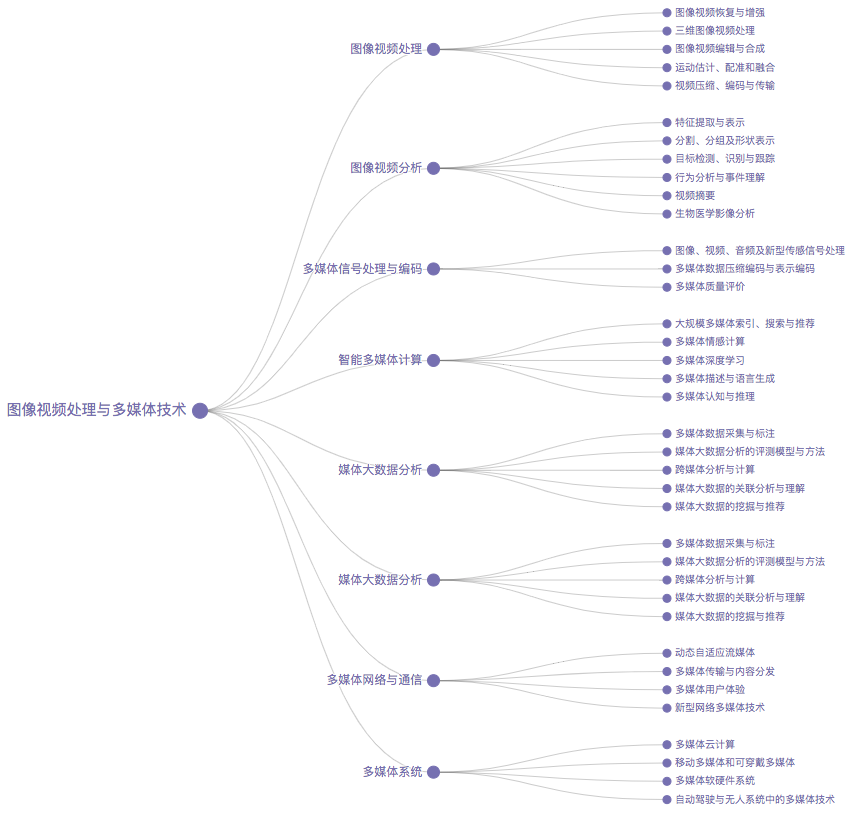 图像视频处理与多媒体技术
图像视频处理
图像视频恢复与增强
三维图像视频处理
图像视频编辑与合成
运动估计、配准和融合
视频压缩、编码与传输
图像视频分析
特征提取与表示
分割、分组及形状表示
目标检测、识别与跟踪
行为分析与事件理解
视频摘要
生物医学影像分析
多媒体信号处理与编码
图像、视频、音频及新型传感信号处理
多媒体数据压缩编码与表示编码
多媒体质量评价
智能多媒体计算
大规模多媒体索引、搜索与推荐
多媒体情感计算
多媒体深度学习
多媒体描述与语言生成
多媒体认知与推理
媒体大数据分析
多媒体数据采集与标注
媒体大数据分析的评测模型与方法
跨媒体分析与计算
媒体大数据的关联分析与理解
媒体大数据的挖掘与推荐
媒体大数据分析
多媒体数据采集与标注
媒体大数据分析的评测模型与方法
跨媒体分析与计算
媒体大数据的关联分析与理解
媒体大数据的挖掘与推荐
多媒体网络与通信
动态自适应流媒体
多媒体传输与内容分发
多媒体用户体验
新型网络多媒体技术
多媒体系统
多媒体云计算
移动多媒体和可穿戴多媒体
多媒体软硬件系统
自动驾驶与无人系统中的多媒体技术